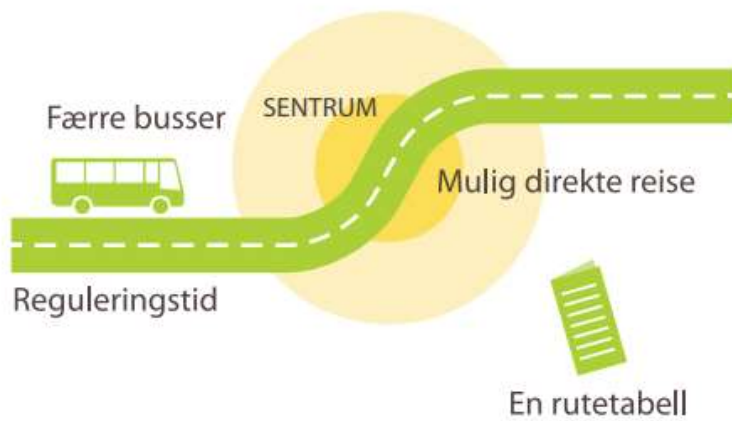 SENTRUM
Færre busser
Mulig direkte reise
Reguleringstid
En rutetabell